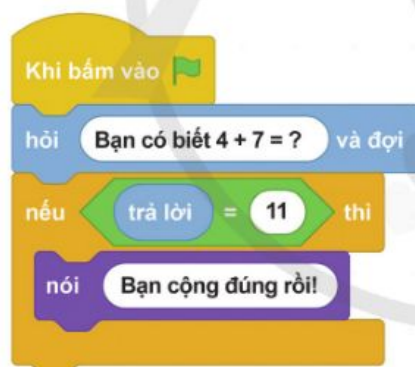 Khi bấm vào
hỏi Bạn có biết 4 + 7 = ? và đợi
nếu trả lời = 11 thì
nói Bạn cộng đúng rồi!